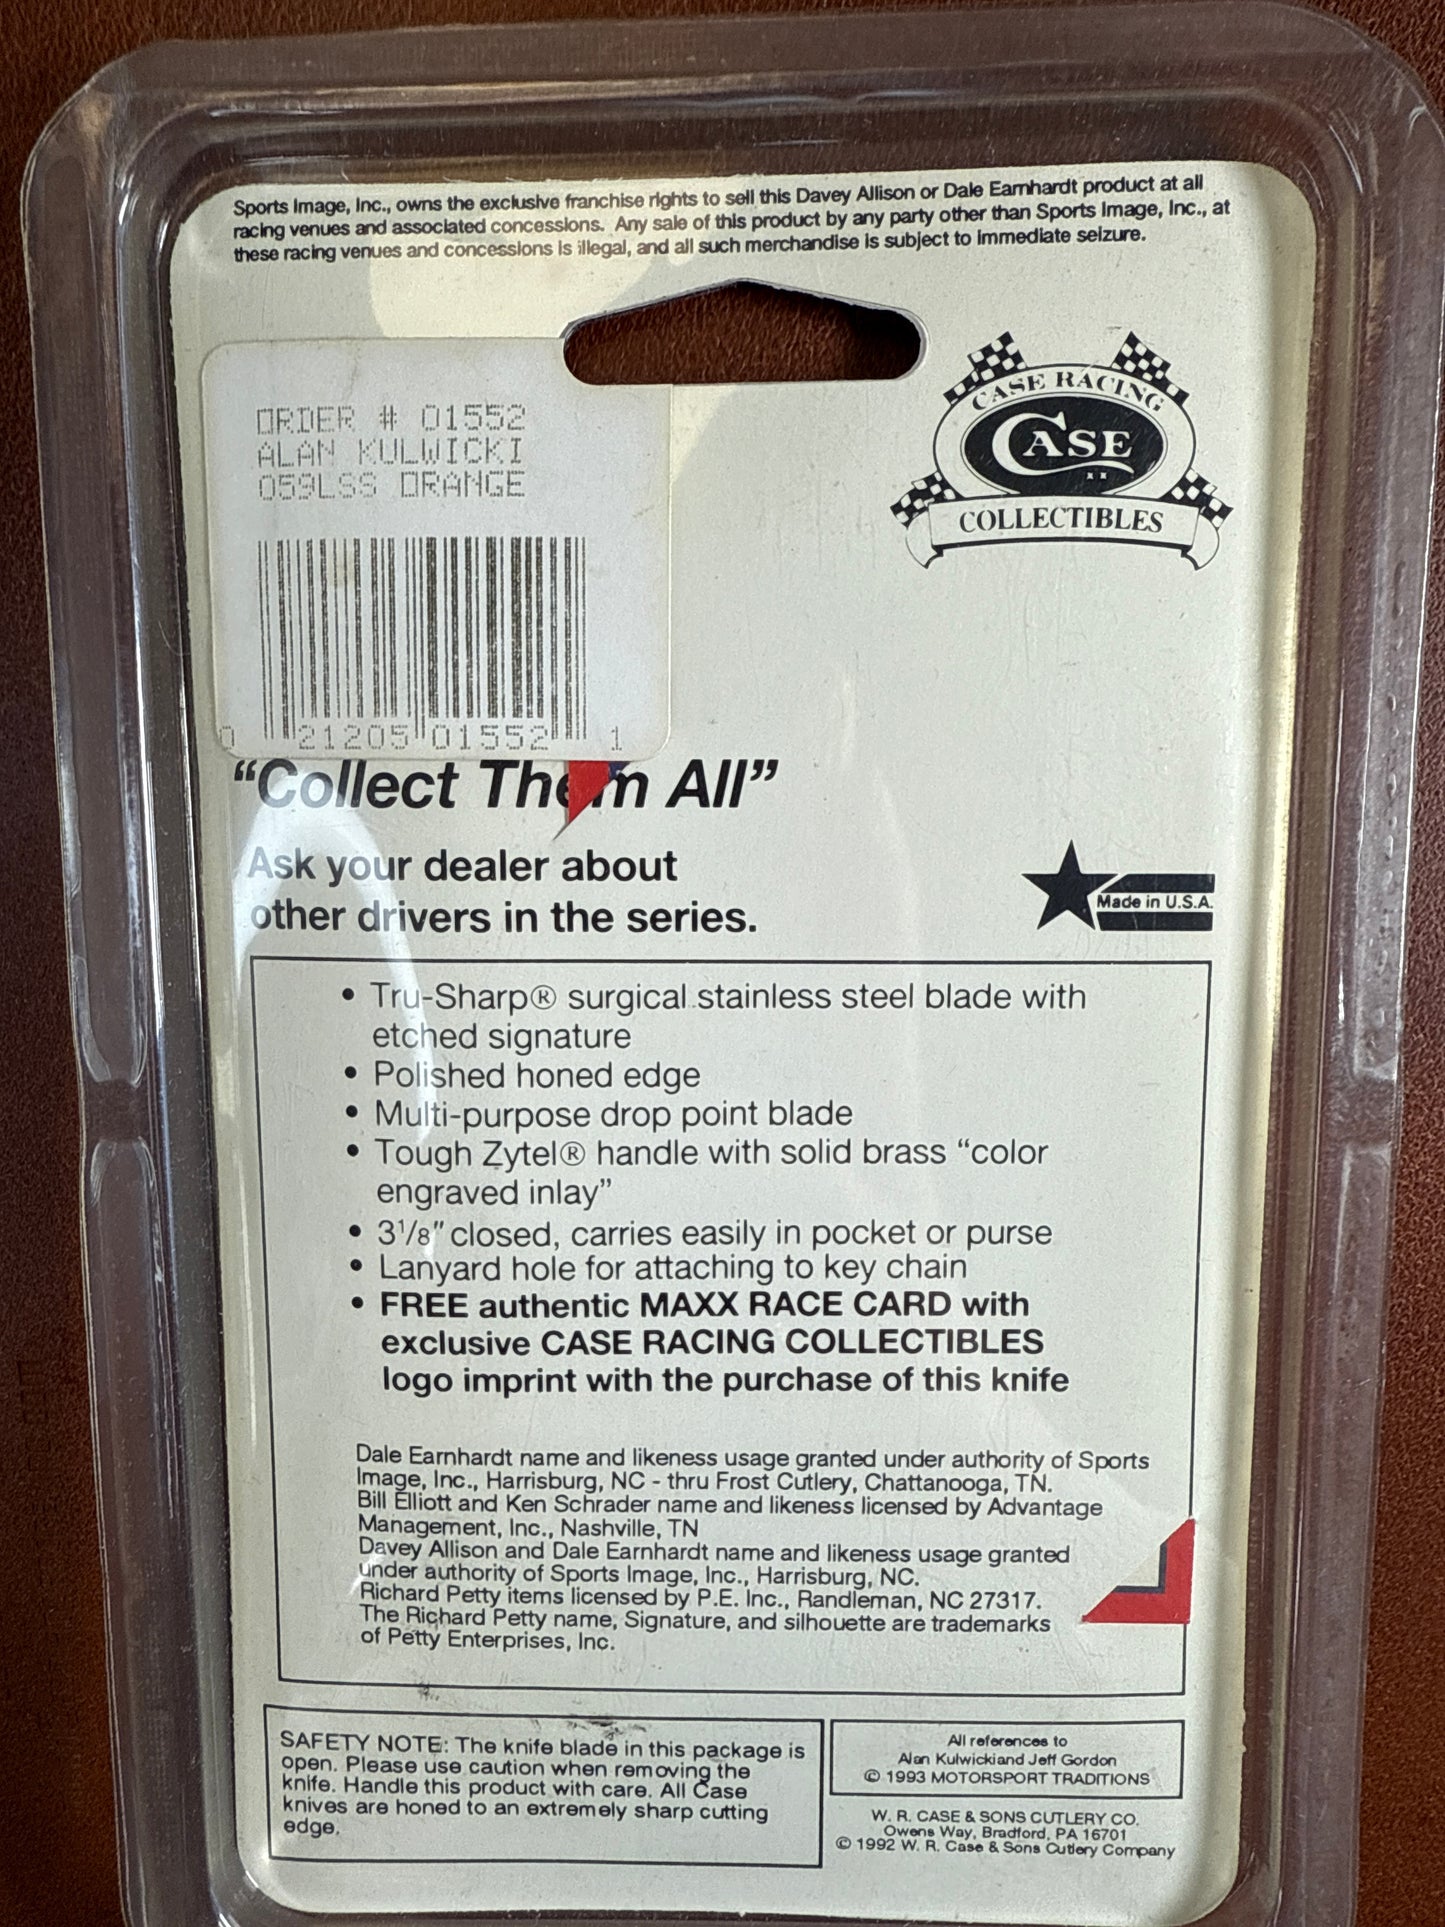 Sports Image, Inc., owns the exclusive franchise rights to sell this Davey Allison or Dale Earnhardt product at all
racing venues and associated concessions. Any sale of this product by any party other than Sports Image, Inc., at
these racing venues and concessions is illegal, and all such merchandise is subject to immediate seizure.
ORDER # 01552
ALAN KULWICKI
059LSS ORANGE
0 21205 01552 1
CASE RACING
CASE
XX
COLLECTIBLES
“Collect Them All”
Ask your dealer about
other drivers in the series.
Made in U.S.A.
• Tru-Sharp® surgical stainless steel blade with
etched signature
• Polished honed edge
• Multi-purpose drop point blade
• Tough Zytel® handle with solid brass “color
engraved inlay”
• 3¹/8" closed, carries easily in pocket or purse
• Lanyard hole for attaching to key chain
• FREE authentic MAXX RACE CARD with
exclusive CASE RACING COLLECTIBLES
logo imprint with the purchase of this knife
Dale Earnhardt name and likeness usage granted under authority of Sports
Image, Inc., Harrisburg, NC - thru Frost Cutlery, Chattanooga, TN.
Bill Elliott and Ken Schrader name and likeness licensed by Advantage
Management, Inc., Nashville, TN
Davey Allison and Dale Earnhardt name and likeness usage granted
under authority of Sports Image, Inc., Harrisburg, NC.
Richard Petty items licensed by P.E. Inc., Randleman, NC 27317.
The Richard Petty name, Signature, and silhouette are trademarks
of Petty Enterprises, Inc.
SAFETY NOTE: The knife blade in this package is
open. Please use caution when removing the
knife. Handle this product with care. All Case
knives are honed to an extremely sharp cutting
edge.
All references to
Alan Kulwickiand Jeff Gordon
© 1993 MOTORSPORT TRADITIONS
W. R. CASE & SONS CUTLERY CO.
Owens Way, Bradford, PA 16701
© 1992 W. R. Case & Sons Cutlery Company